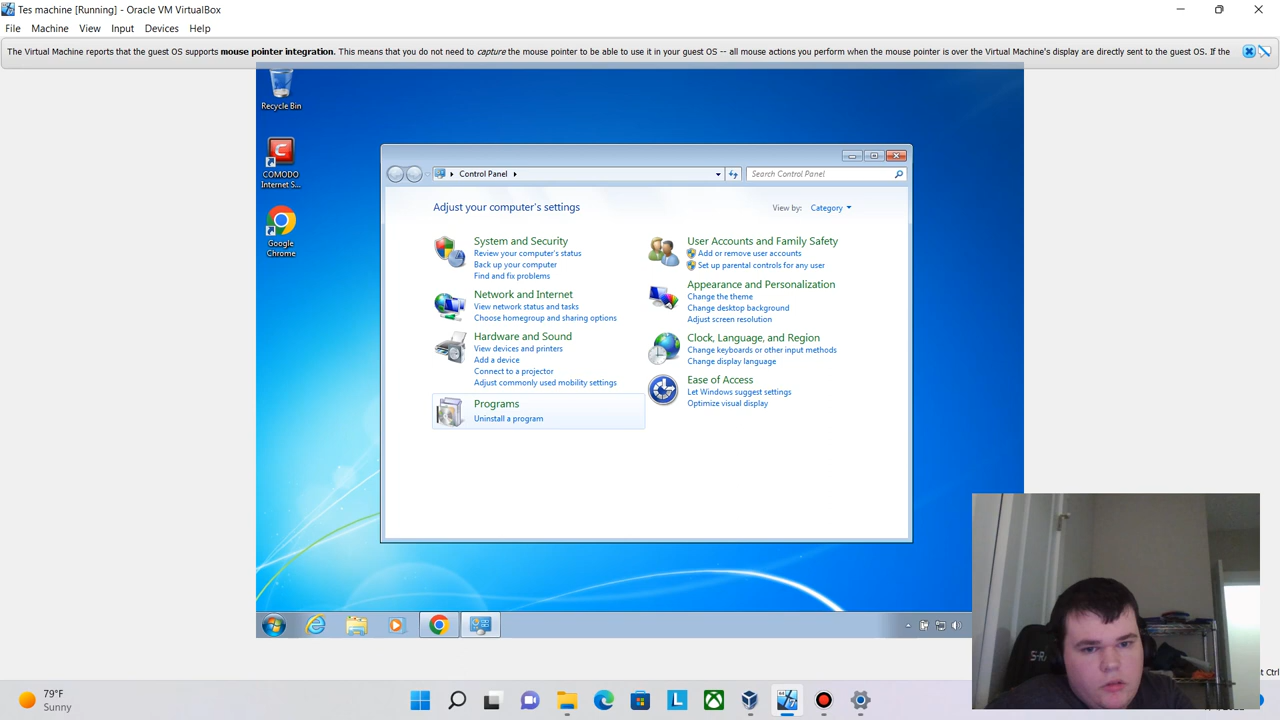 Tes machine [Running] - Oracle VM VirtualBox
File Machine View Input Devices Help
The Virtual Machine reports that the guest OS supports mouse pointer integration. This means that you do not need to capture the mouse pointer to be able to use it in your guest OS -- all mouse actions you perform when the mouse pointer is over the Virtual Machine's display are directly sent to the guest OS. If the
Recycle Bin
COMODO
Internet S...
Google
Chrome
Control Panel
Search Control Panel
Adjust your computer's settings
View by: Category
System and Security
Review your computer's status
Back up your computer
Find and fix problems
Network and Internet
View network status and tasks
Choose homegroup and sharing options
Hardware and Sound
View devices and printers
Add a device
Connect to a projector
Adjust commonly used mobility settings
Programs
Uninstall a program
User Accounts and Family Safety
Add or remove user accounts
Set up parental controls for any user
Appearance and Personalization
Change the theme
Change desktop background
Adjust screen resolution
Clock, Language, and Region
Change keyboards or other input methods
Change display language
Ease of Access
Let Windows suggest settings
Optimize visual display
Ctrl
79°F
Sunny